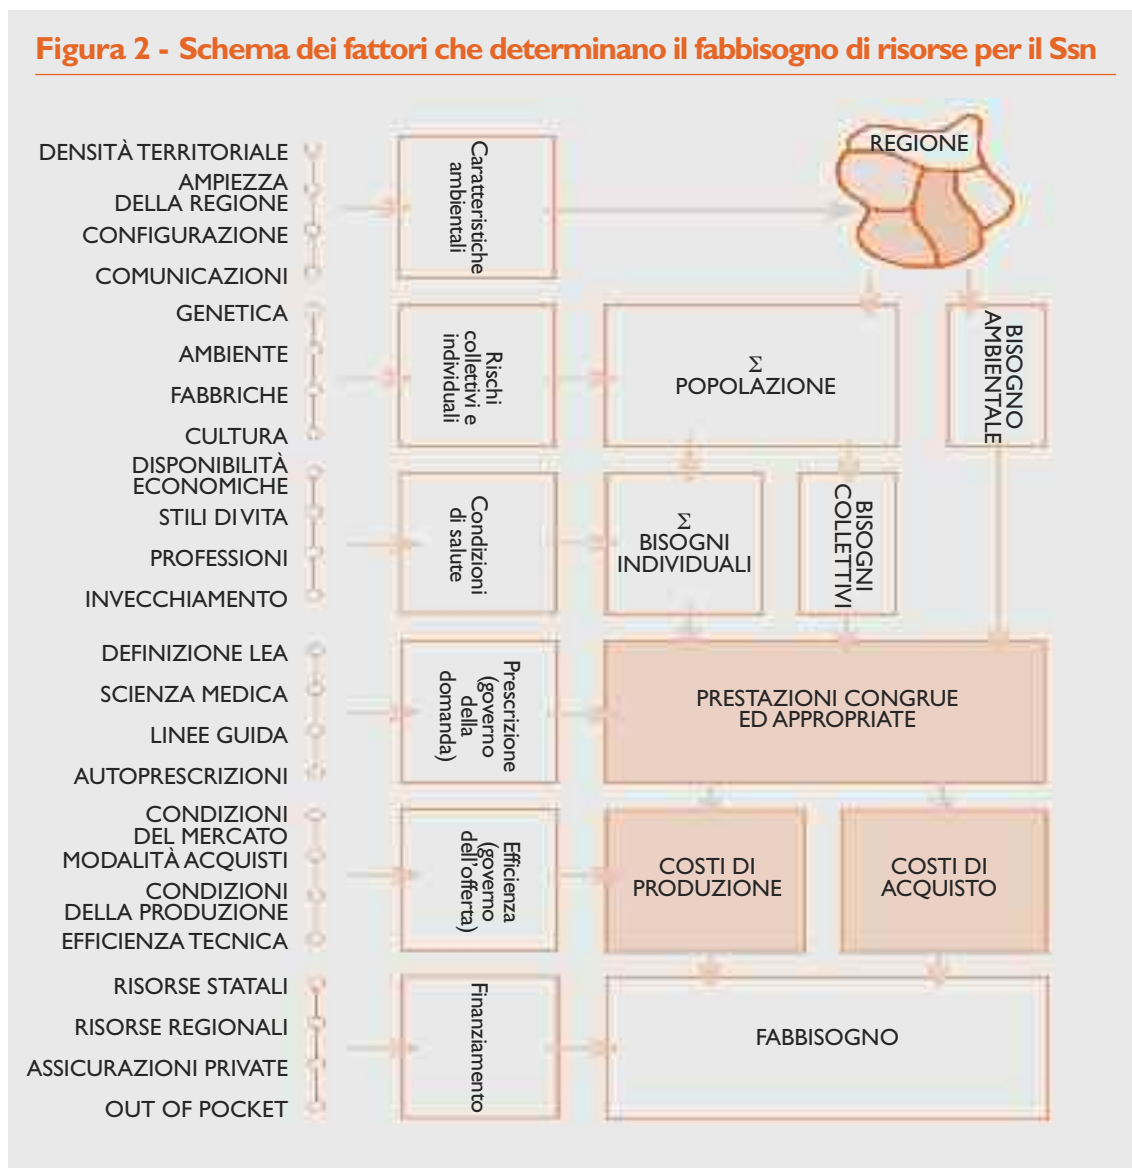 Figura 2 - Schema dei fattori che determinano il fabbisogno di risorse per il Ssn
DENSITÀ TERRITORIALE
AMPIEZZA
DELLA REGIONE
CONFIGURAZIONE
COMUNICAZIONI
Caratteristiche
ambientali
REGIONE
GENETICA
AMBIENTE
FABBRICHE
CULTURA
Rischi
collettivi e
individuali
Σ
POPOLAZIONE
BISOGNO
AMBIENTALE
DISPONIBILITÀ
ECONOMICHE
STILI DI VITA
PROFESSIONI
INVECCHIAMENTO
Condizioni
di salute
Σ
BISOGNI
INDIVIDUALI
BISOGNI
COLLETTIVI
DEFINIZIONE LEA
SCIENZA MEDICA
LINEE GUIDA
AUTOPRESCRIZIONI
Prescrizione
(governo
della
domanda)
PRESTAZIONI CONGRUE
ED APPROPRIATE
CONDIZIONI
DEL MERCATO
MODALITÀ ACQUISTI
CONDIZIONI
DELLA PRODUZIONE
EFFICIENZA TECNICA
Efficienza
(governo
dell'offerta)
COSTI DI
PRODUZIONE
COSTI DI
ACQUISTO
RISORSE STATALI
RISORSE REGIONALI
ASSICURAZIONI PRIVATE
OUT OF POCKET
Finanziamento
FABBISOGNO